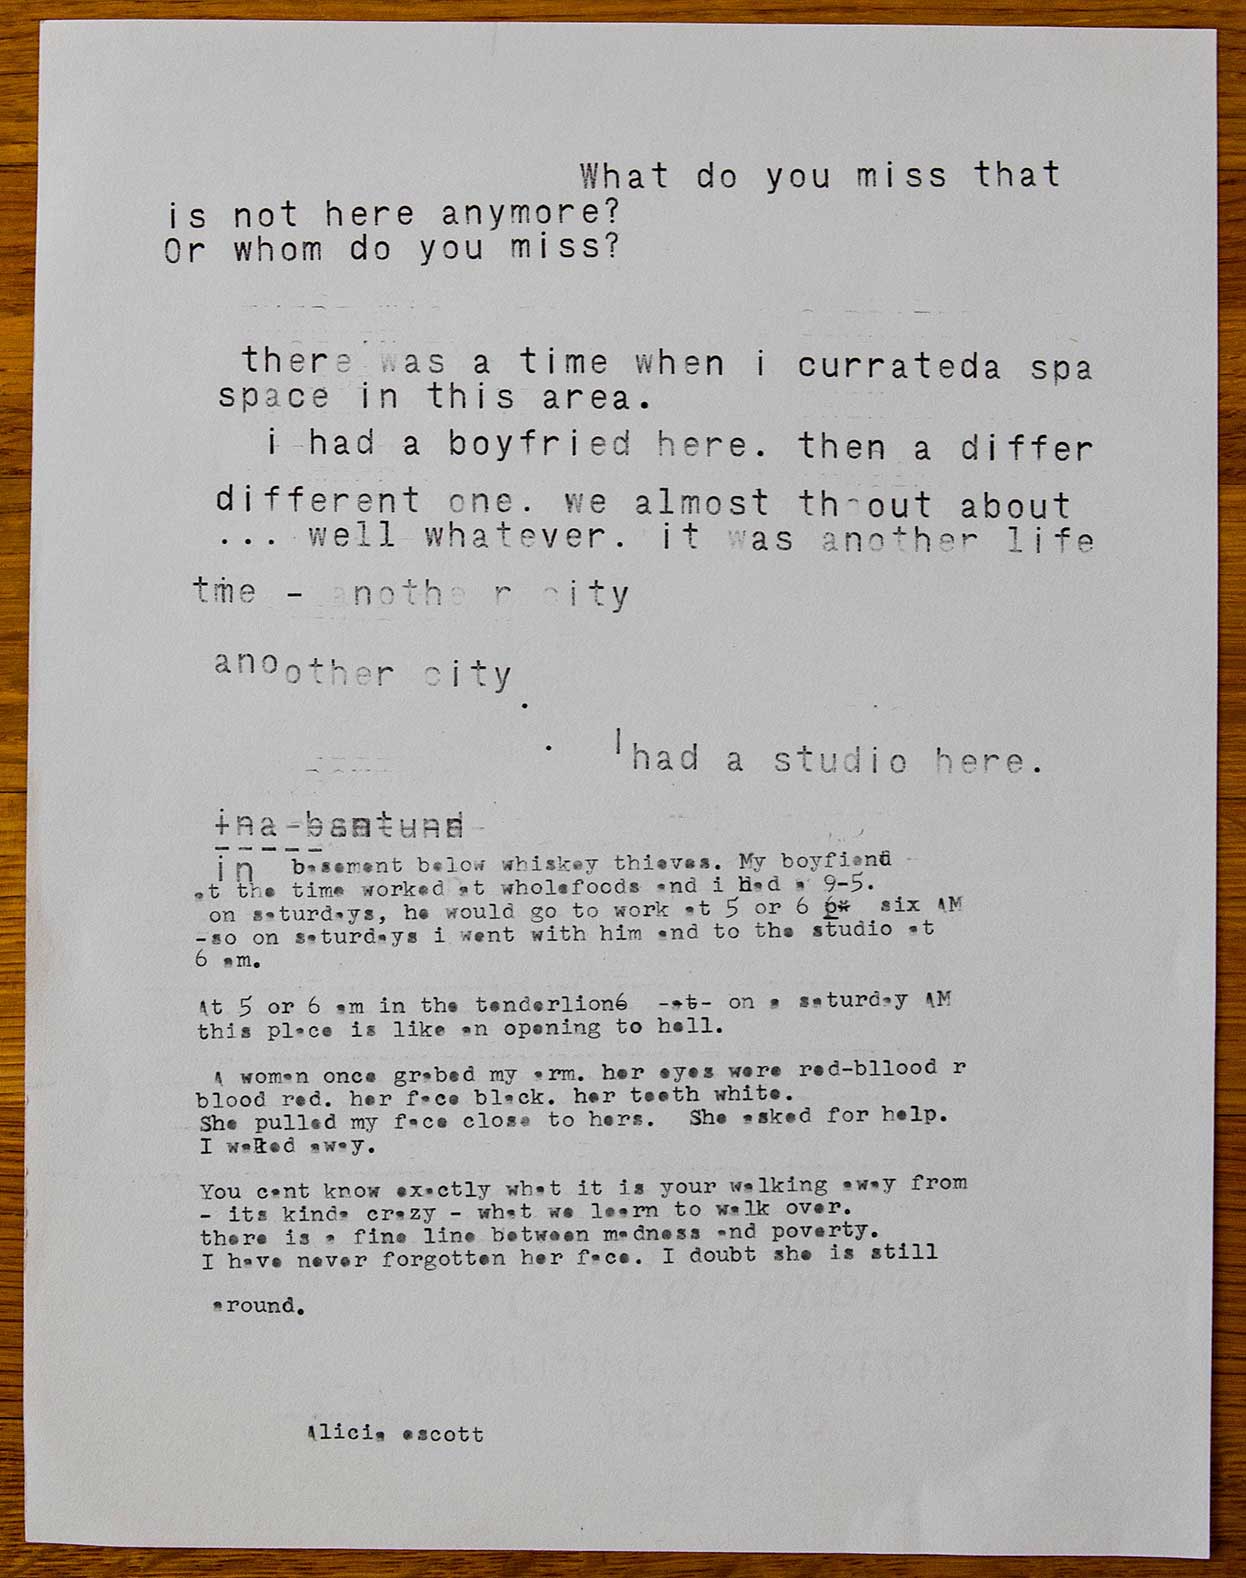 What do you miss that
is not here anymore?
Or whom do you miss?
there was a time when i currateda spa
space in this area.
i had a boyfried here. then a differ
different one. we almost th out about
... well whatever. it was another life
time - anothe r city
anoother city
.
. I had a studio here.
in basement below whiskey thieves. My boyfiend
at the time worked at wholefoods and i had a 9-5.
on saturdays, he would go to work at 5 or 6 six AM
-so on saturdays i went with him and to the studio at
6 am.
At 5 or 6 am in the tenderlion6 -at- on a saturday AM
this place is like an opening to hell.
A woman once grabed my arm. her eyes were red-bllood r
blood red. her face black. her teeth white.
She pulled my face close to hers. She asked for help.
I walked away.
You cant know exactly what it is your walking away from
- its kinda crazy - what we learn to walk over.
there is a fine line between madness and poverty.
I have never forgotten her face. I doubt she is still
around.
Alicia escott